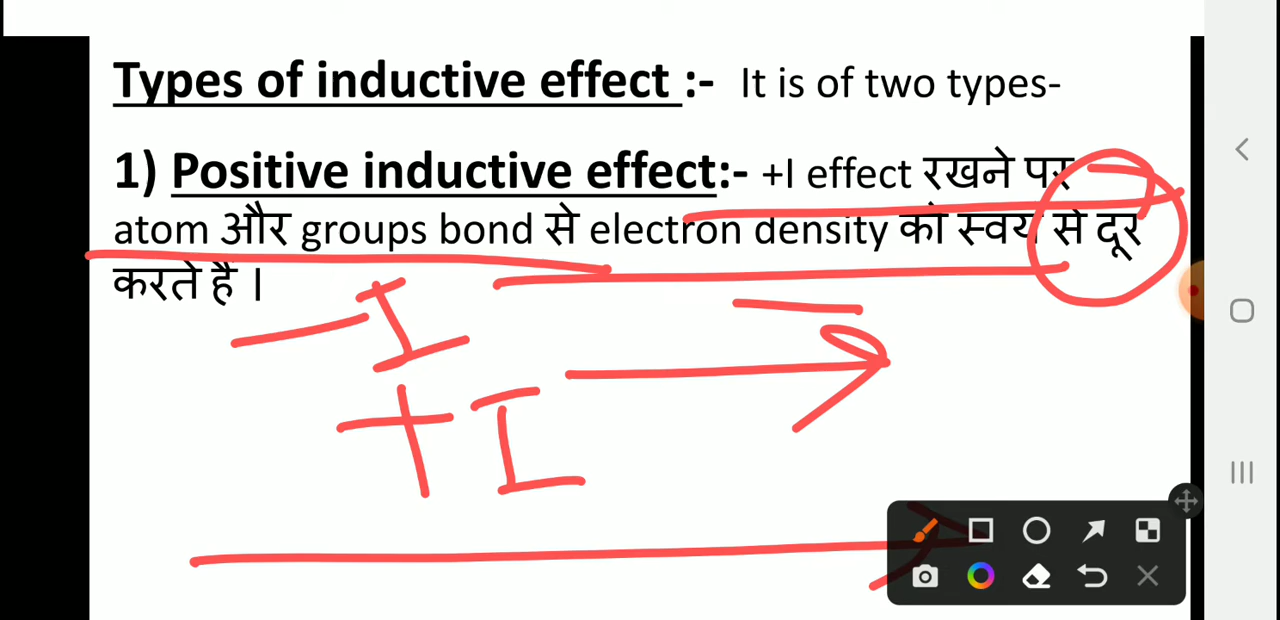 Types of inductive effect :- It is of two types-
1) Positive inductive effect:- +I effect रखने पर
atom और groups bond से electron density को स्वयं से दूर
करते है ।
-I
+I